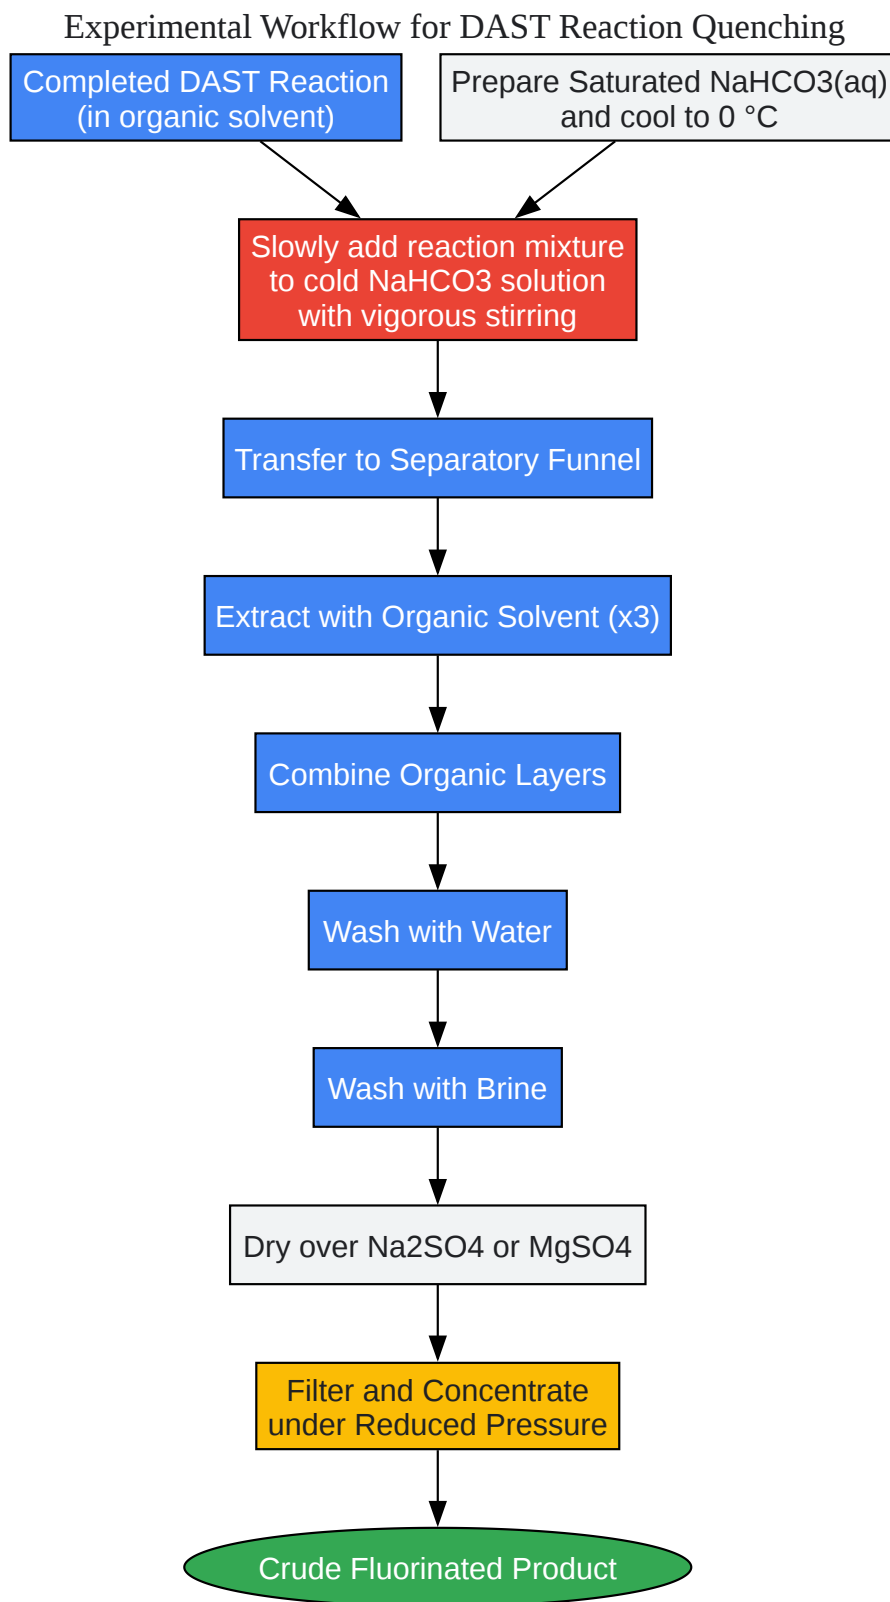 Experimental Workflow for DAST Reaction Quenching
Completed DAST Reaction
(in organic solvent)
Prepare Saturated NaHCO3(aq)
and cool to 0 °C
Slowly add reaction mixture
to cold NaHCO3 solution
with vigorous stirring
Transfer to Separatory Funnel
Extract with Organic Solvent (x3)
Combine Organic Layers
Wash with Water
Wash with Brine
Dry over Na2SO4 or MgSO4
Filter and Concentrate
under Reduced Pressure
Crude Fluorinated Product